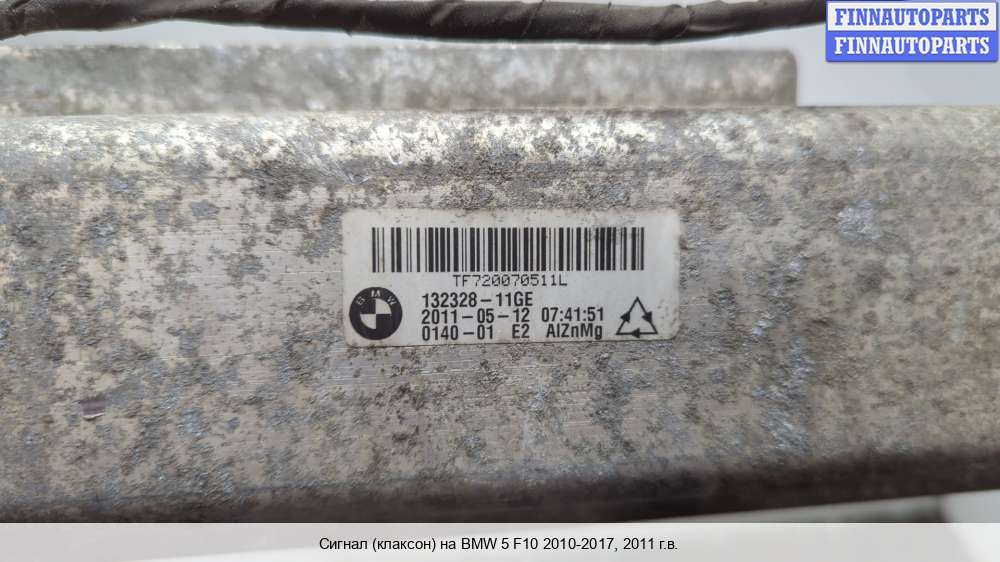 FINNAUTOPARTS
FINNAUTOPARTS
TF720070511L
BMW
132328-11GE
2011-05-12 07:41:51
0140-01 E2 AlZnMg
Сигнал (клаксон) на BMW 5 F10 2010-2017, 2011 г.в.